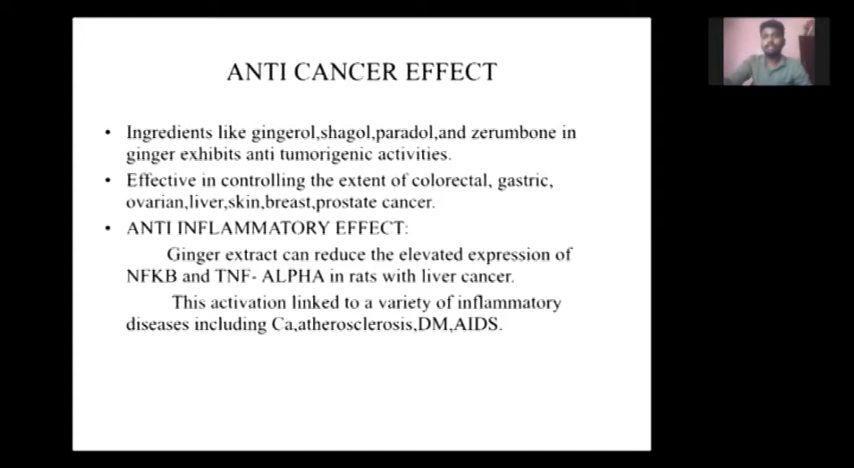 ANTI CANCER EFFECT
• Ingredients like gingerol,shagol,paradol,and zerumbone in
ginger exhibits anti tumorigenic activities.
• Effective in controlling the extent of colorectal, gastric,
ovarian,liver,skin,breast,prostate cancer.
• ANTI INFLAMMATORY EFFECT:
Ginger extract can reduce the elevated expression of
NFKB and TNF- ALPHA in rats with liver cancer.
This activation linked to a variety of inflammatory
diseases including Ca,atherosclerosis,DM,AIDS.